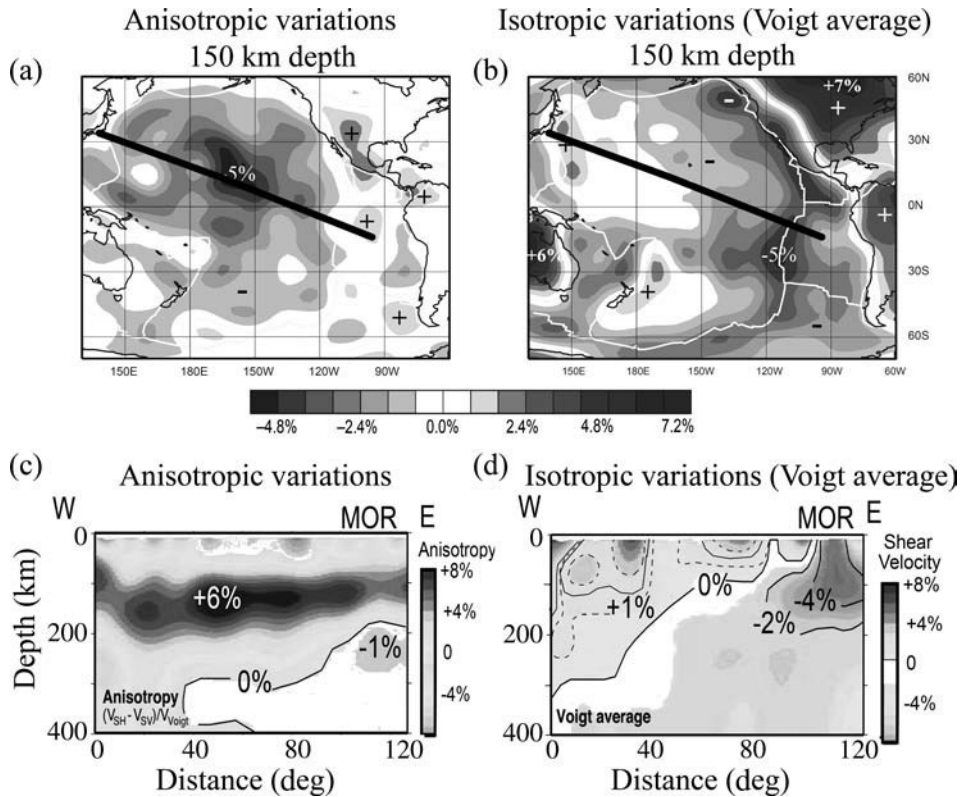 Anisotropic variations
150 km depth
Isotropic variations (Voigt average)
150 km depth
(a)
+
-5%
+
+
-
+
150E
180E
150W
120W
90W
(b)
+7%
+
-
+
-
+
+6%
-5%
+
-
60N
30N
0N
30S
60S
150E
180E
150W
120W
90W
60W
−4.8%
−2.4%
0.0%
2.4%
4.8%
7.2%
(c)
Anisotropic variations
W
MOR
E
0
200
400
Depth (km)
+6%
-1%
0%
Anisotropy
(VSH - VSV)/VVoigt
0
40
80
120
Distance (deg)
Anisotropy
+8%
+4%
0
-4%
(d)
Isotropic variations (Voigt average)
W
MOR
E
0
200
400
+1%
0%
-2%
-4%
Voigt average
0
40
80
120
Distance (deg)
Shear
Velocity
+8%
+4%
0
-4%